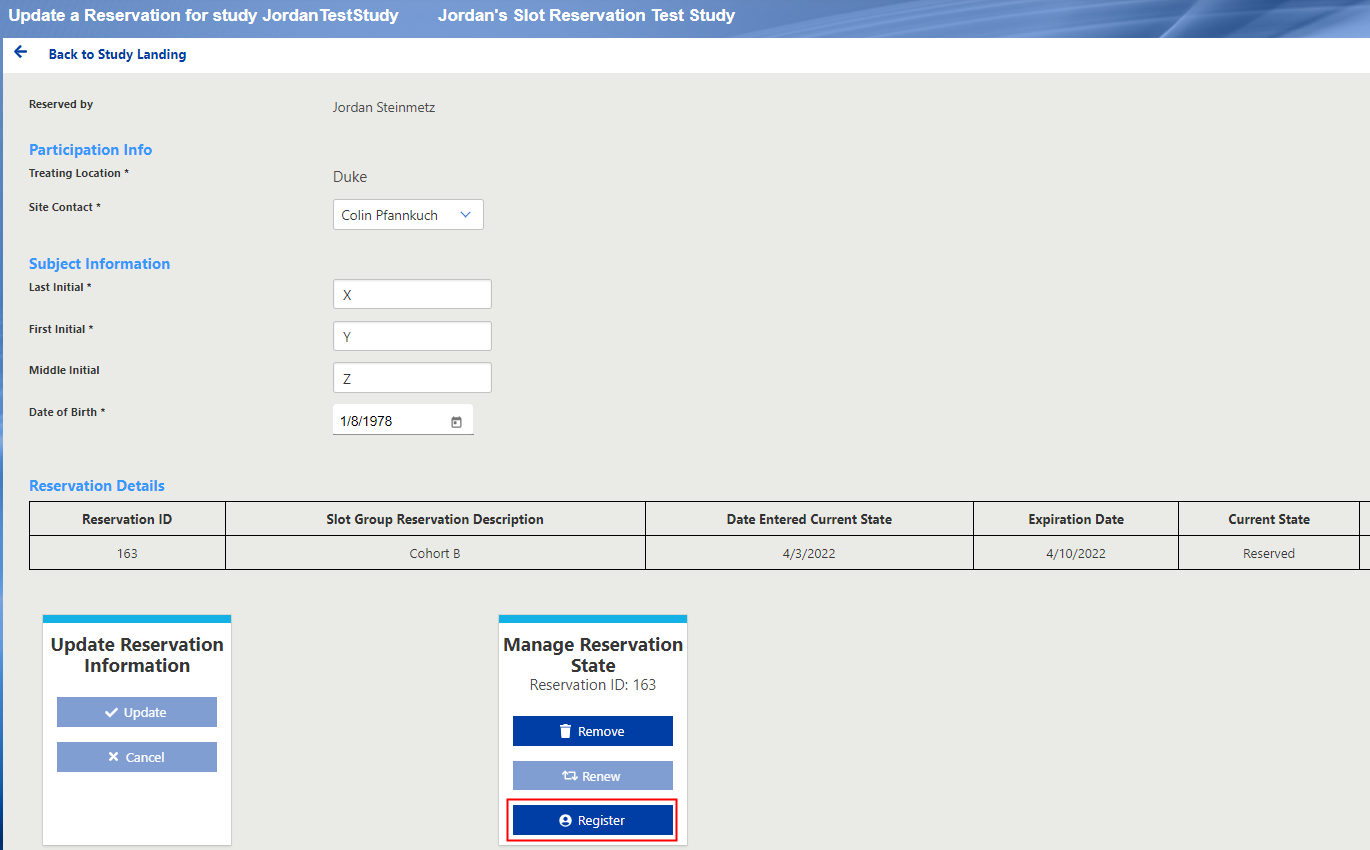 Update a Reservation for study JordanTestStudy Jordan's Slot Reservation Test Study
Back to Study Landing
Reserved by Jordan Steinmetz
Participation Info
Treating Location * Duke
Site Contact * Colin Pfannkuch
Subject Information
Last Initial * X
First Initial * Y
Middle Initial Z
Date of Birth * 1/8/1978
Reservation Details
Reservation ID Slot Group Reservation Description Date Entered Current State Expiration Date Current State
163 Cohort B 4/3/2022 4/10/2022 Reserved
Update Reservation
Information
Update
Cancel
Manage Reservation
State
Reservation ID: 163
Remove
Renew
Register